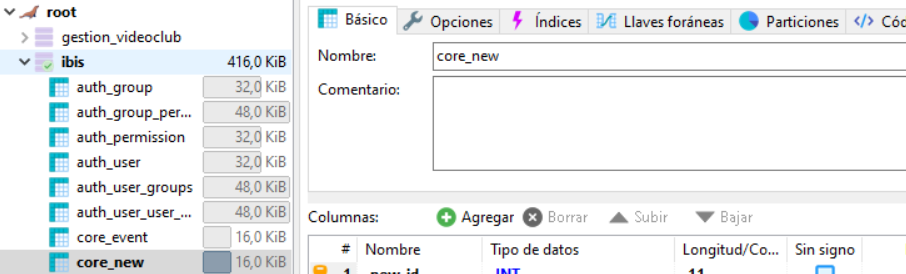 root
gestion_videoclub
ibis 416,0 KiB
auth_group 32,0 KiB
auth_group_per... 48,0 KiB
auth_permission 32,0 KiB
auth_user 32,0 KiB
auth_user_groups 48,0 KiB
auth_user_user_... 48,0 KiB
core_event 16,0 KiB
core_new 16,0 KiB
Básico Opciones Índices Llaves foráneas Particiones </> Cód
Nombre: core_new
Comentario:
Columnas: Agregar Borrar Subir Bajar
# Nombre Tipo de datos Longitud/Co... Sin signo
1 new_id INT 11